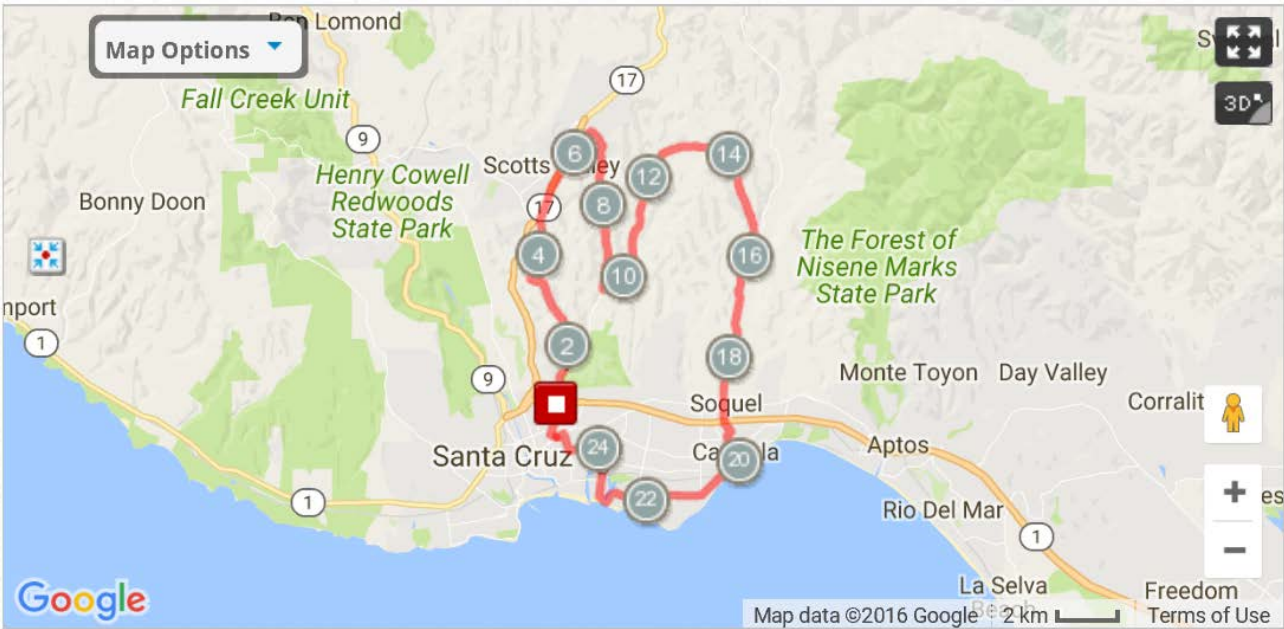 Map Options
Lomond
17
Fall Creek Unit
9
Henry Cowell
Redwoods
State Park
Scotts
6
12
14
Bonny Doon
17
8
4
10
16
The Forest of
Nisene Marks
State Park
3D
1
2
18
9
Monte Toyon
Day Valley
Soquel
Santa Cruz
24
20
Aptos
22
1
Rio Del Mar
1
La Selva
Beach
Freedom
Google
Map data ©2016 Google
2 km
Terms of Use
+
−